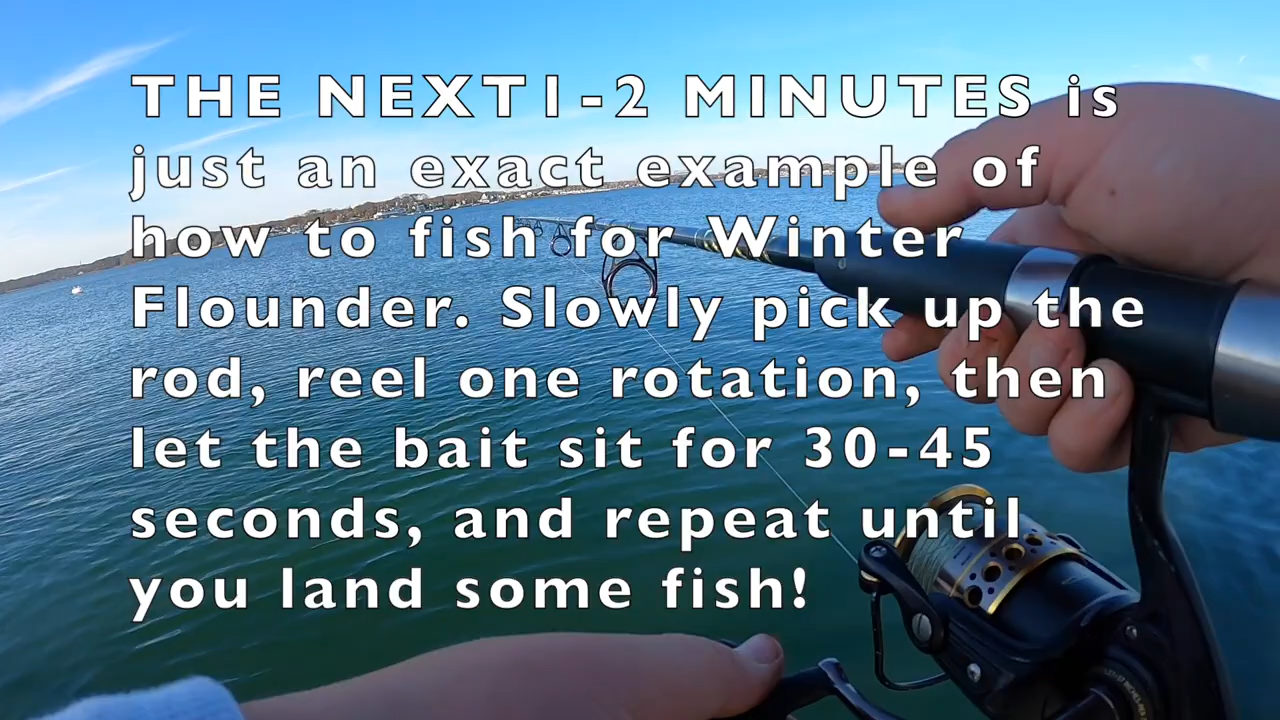 THE NEXT1-2 MINUTES is
just an exact example of
how to fish for Winter
Flounder. Slowly pick up the
rod, reel one rotation, then
let the bait sit for 30-45
seconds, and repeat until
you land some fish!